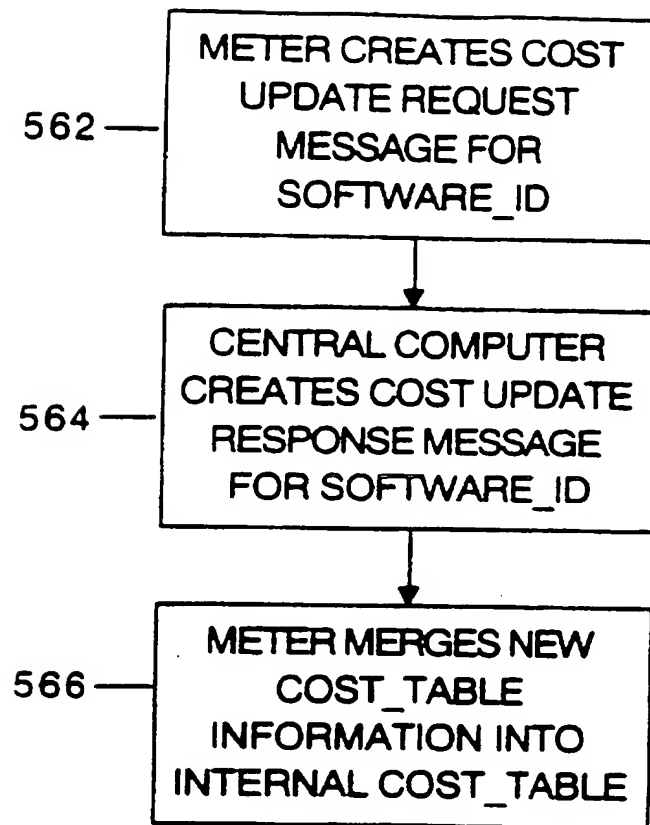 METER CREATES COST
UPDATE REQUEST
MESSAGE FOR
SOFTWARE_ID
562
CENTRAL COMPUTER
CREATES COST UPDATE
RESPONSE MESSAGE
FOR SOFTWARE_ID
564
METER MERGES NEW
COST_TABLE
INFORMATION INTO
INTERNAL COST_TABLE
566